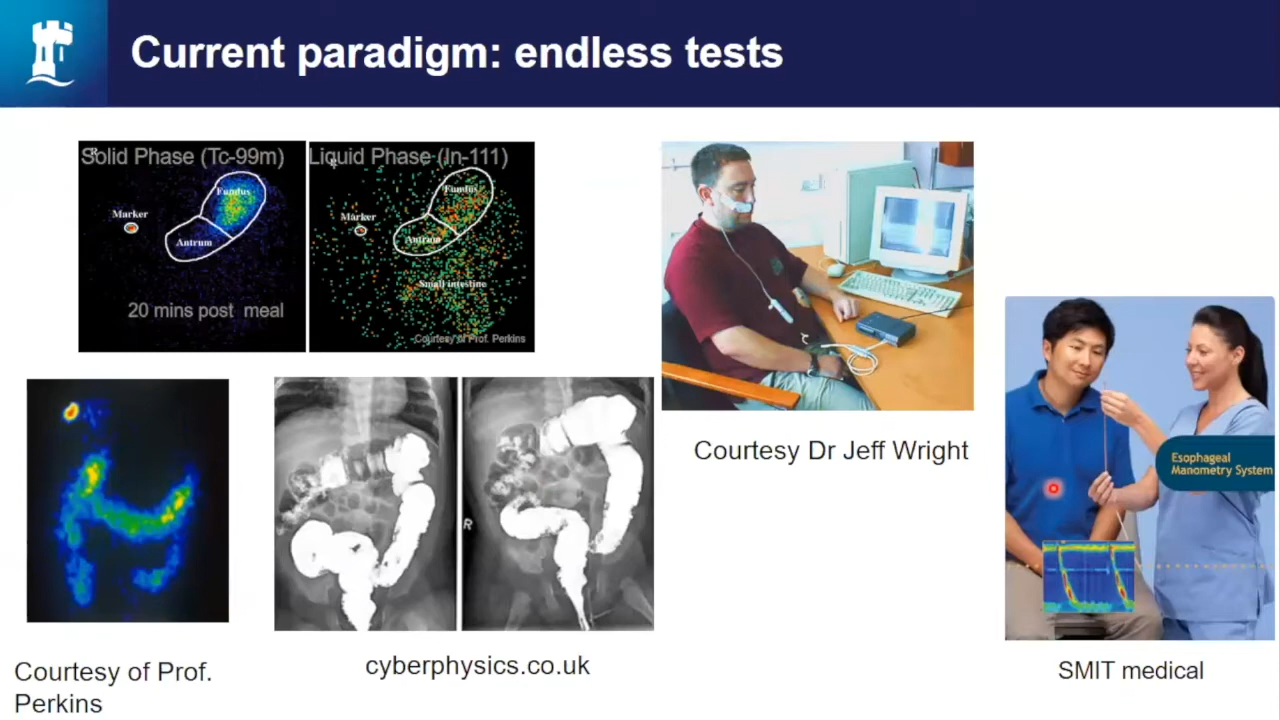 Current paradigm: endless tests
Solid Phase (Tc-99m)
Fundus
Marker
Antrum
20 mins post meal
Liquid Phase (In-111)
Fundus
Marker
Antrum
Small intestine
Courtesy of Prof. Perkins
Courtesy Dr Jeff Wright
Esophageal
Manometry System
R
Courtesy of Prof.
Perkins
cyberphysics.co.uk
SMIT medical